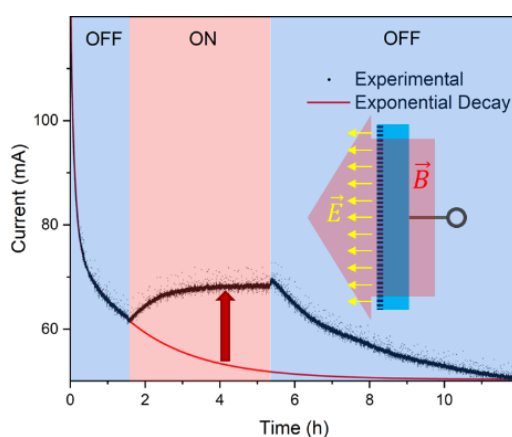 OFF
ON
OFF
Experimental
Exponential Decay
E
B
Current (mA)
100
80
60
0
2
4
6
8
10
Time (h)